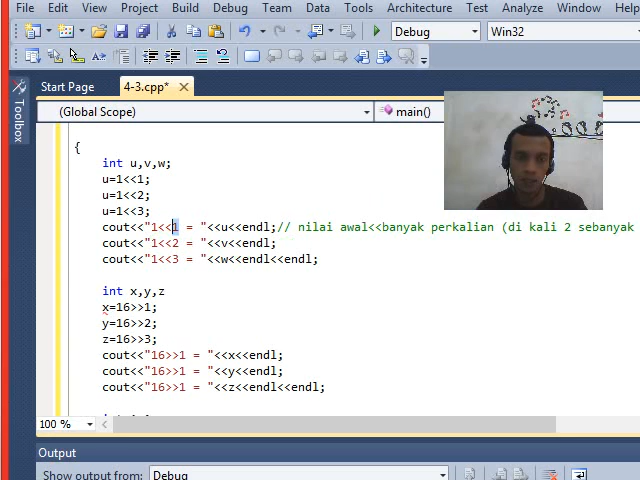 File Edit View Project Build Debug Team Data Tools Architecture Test Analyze Window Help
Debug Win32
Start Page 4-3.cpp*
Toolbox
(Global Scope) main()
{
int u,v,w;
u=1<<1;
u=1<<2;
u=1<<3;
cout<<"1<<1 = "<<u<<endl;// nilai awal<<banyak perkalian (di kali 2 sebanyak
cout<<"1<<2 = "<<v<<endl;
cout<<"1<<3 = "<<w<<endl<<endl;
int x,y,z
x=16>>1;
y=16>>2;
z=16>>3;
cout<<"16>>1 = "<<x<<endl;
cout<<"16>>1 = "<<y<<endl;
cout<<"16>>1 = "<<z<<endl<<endl;
100 %
Output
Show output from: Debug